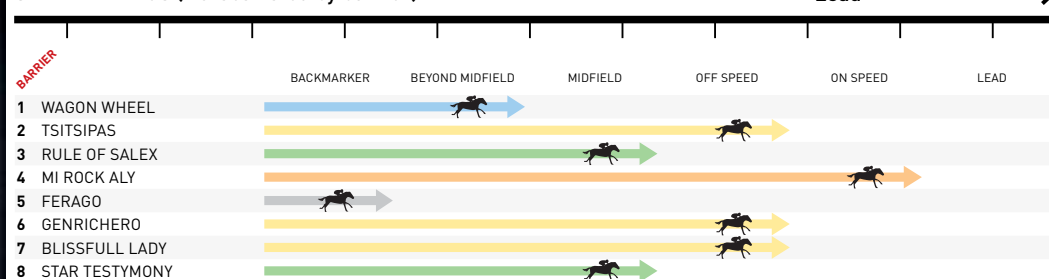 BARRIER
BACKMARKER BEYOND MIDFIELD MIDFIELD OFF SPEED ON SPEED LEAD
1 WAGON WHEEL
2 TSITSIPAS
3 RULE OF SALEX
4 MI ROCK ALY
5 FERAGO
6 GENRICHERO
7 BLISSFULL LADY
8 STAR TESTYMONY